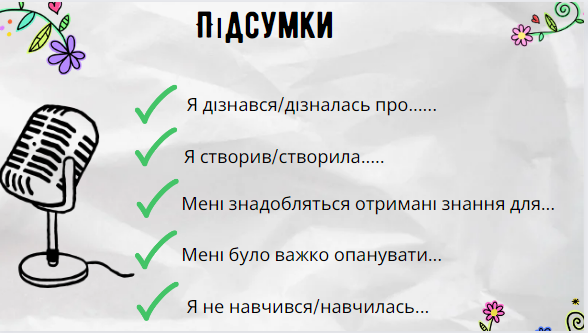 ПІДСУМКИ
Я дізнався/дізналась про......
Я створив/створила.....
Мені знадобляться отримані знання для...
Мені було важко опанувати...
Я не навчився/навчилась...